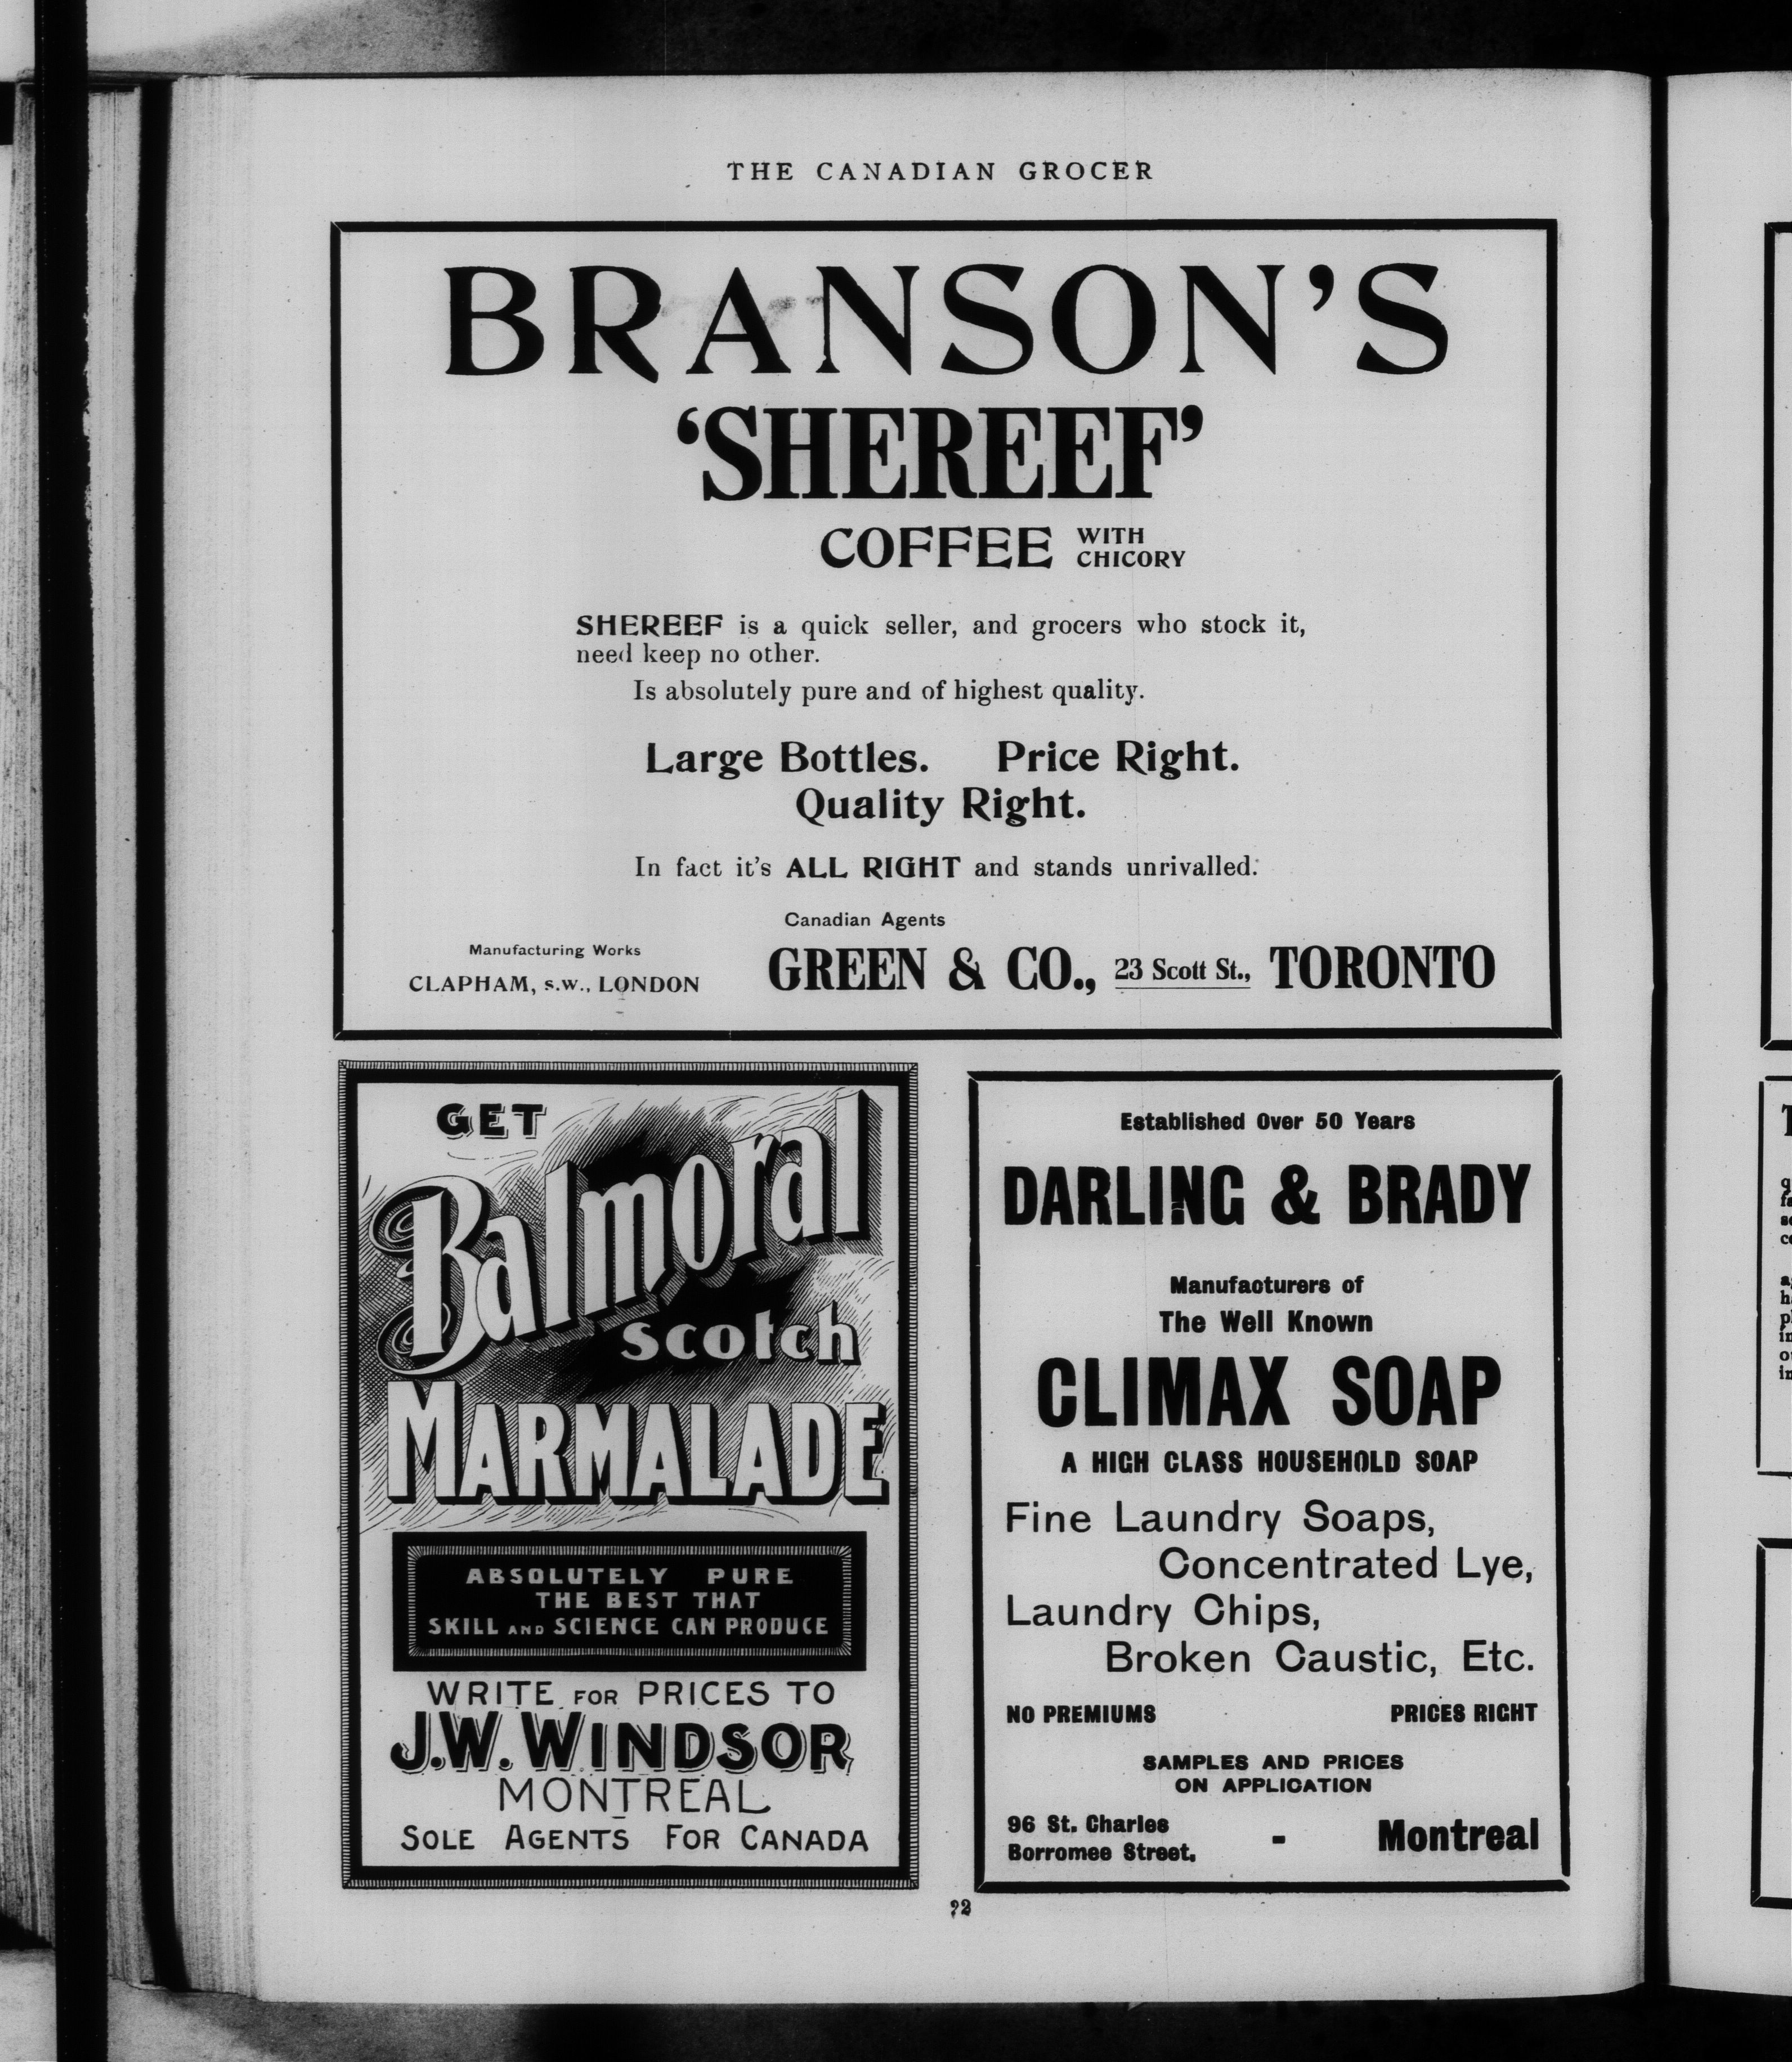 THE CANADIAN GROCER
BRANSON'S
‘SHEREEF’
COFFEE WITH CHICORY
SHEREEF is a quick seller, and grocers who stock it,
need keep no other.
Is absolutely pure and of highest quality.
Large Bottles. Price Right.
Quality Right.
In fact it's ALL RIGHT and stands unrivalled.
Canadian Agents
Manufacturing Works
CLAPHAM, S.W., LONDON
GREEN & CO., 23 Scott St., TORONTO
GET
Balmoral
Scotch
MARMALADE
ABSOLUTELY PURE
THE BEST THAT
SKILL AND SCIENCE CAN PRODUCE
WRITE FOR PRICES TO
J.W. WINDSOR
MONTREAL
SOLE AGENTS FOR CANADA
Established Over 50 Years
DARLING & BRADY
Manufacturers of
The Well Known
CLIMAX SOAP
A HIGH CLASS HOUSEHOLD SOAP
Fine Laundry Soaps,
Concentrated Lye,
Laundry Chips,
Broken Caustic, Etc.
NO PREMIUMS PRICES RIGHT
SAMPLES AND PRICES
ON APPLICATION
96 St. Charles
Borromee Street. - Montreal